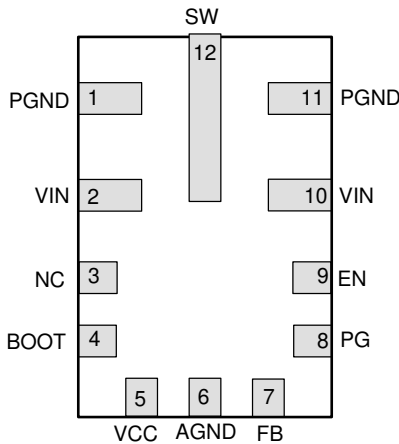 SW
12
PGND 1 11 PGND
VIN 2 10 VIN
NC 3 9 EN
BOOT 4 8 PG
5 6 7
VCC AGND FB